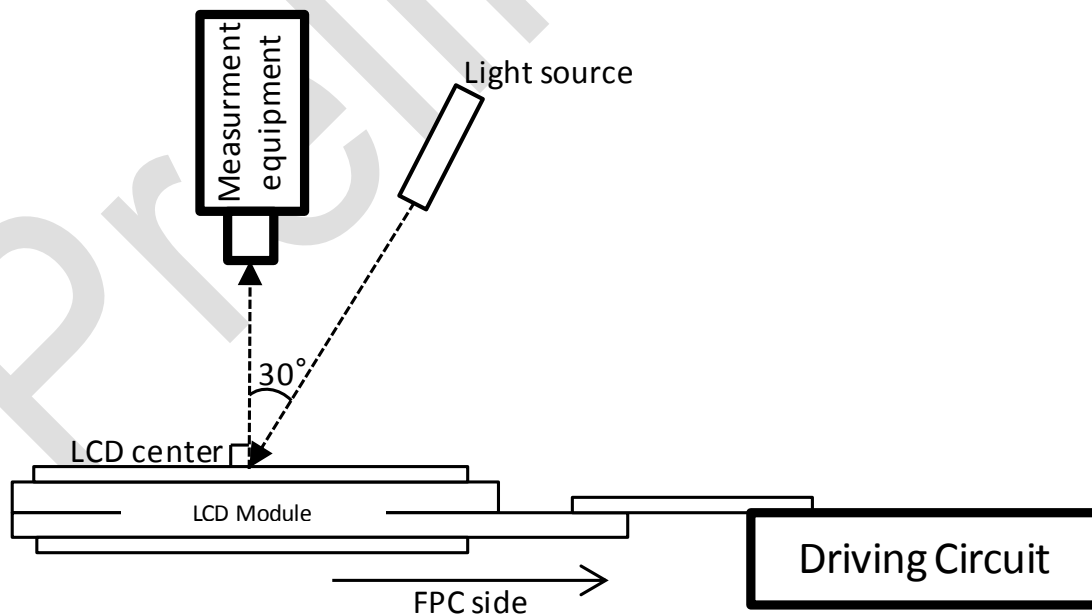 Measurment
equipment
Light source
30°
LCD center
LCD Module
Driving Circuit
FPC side